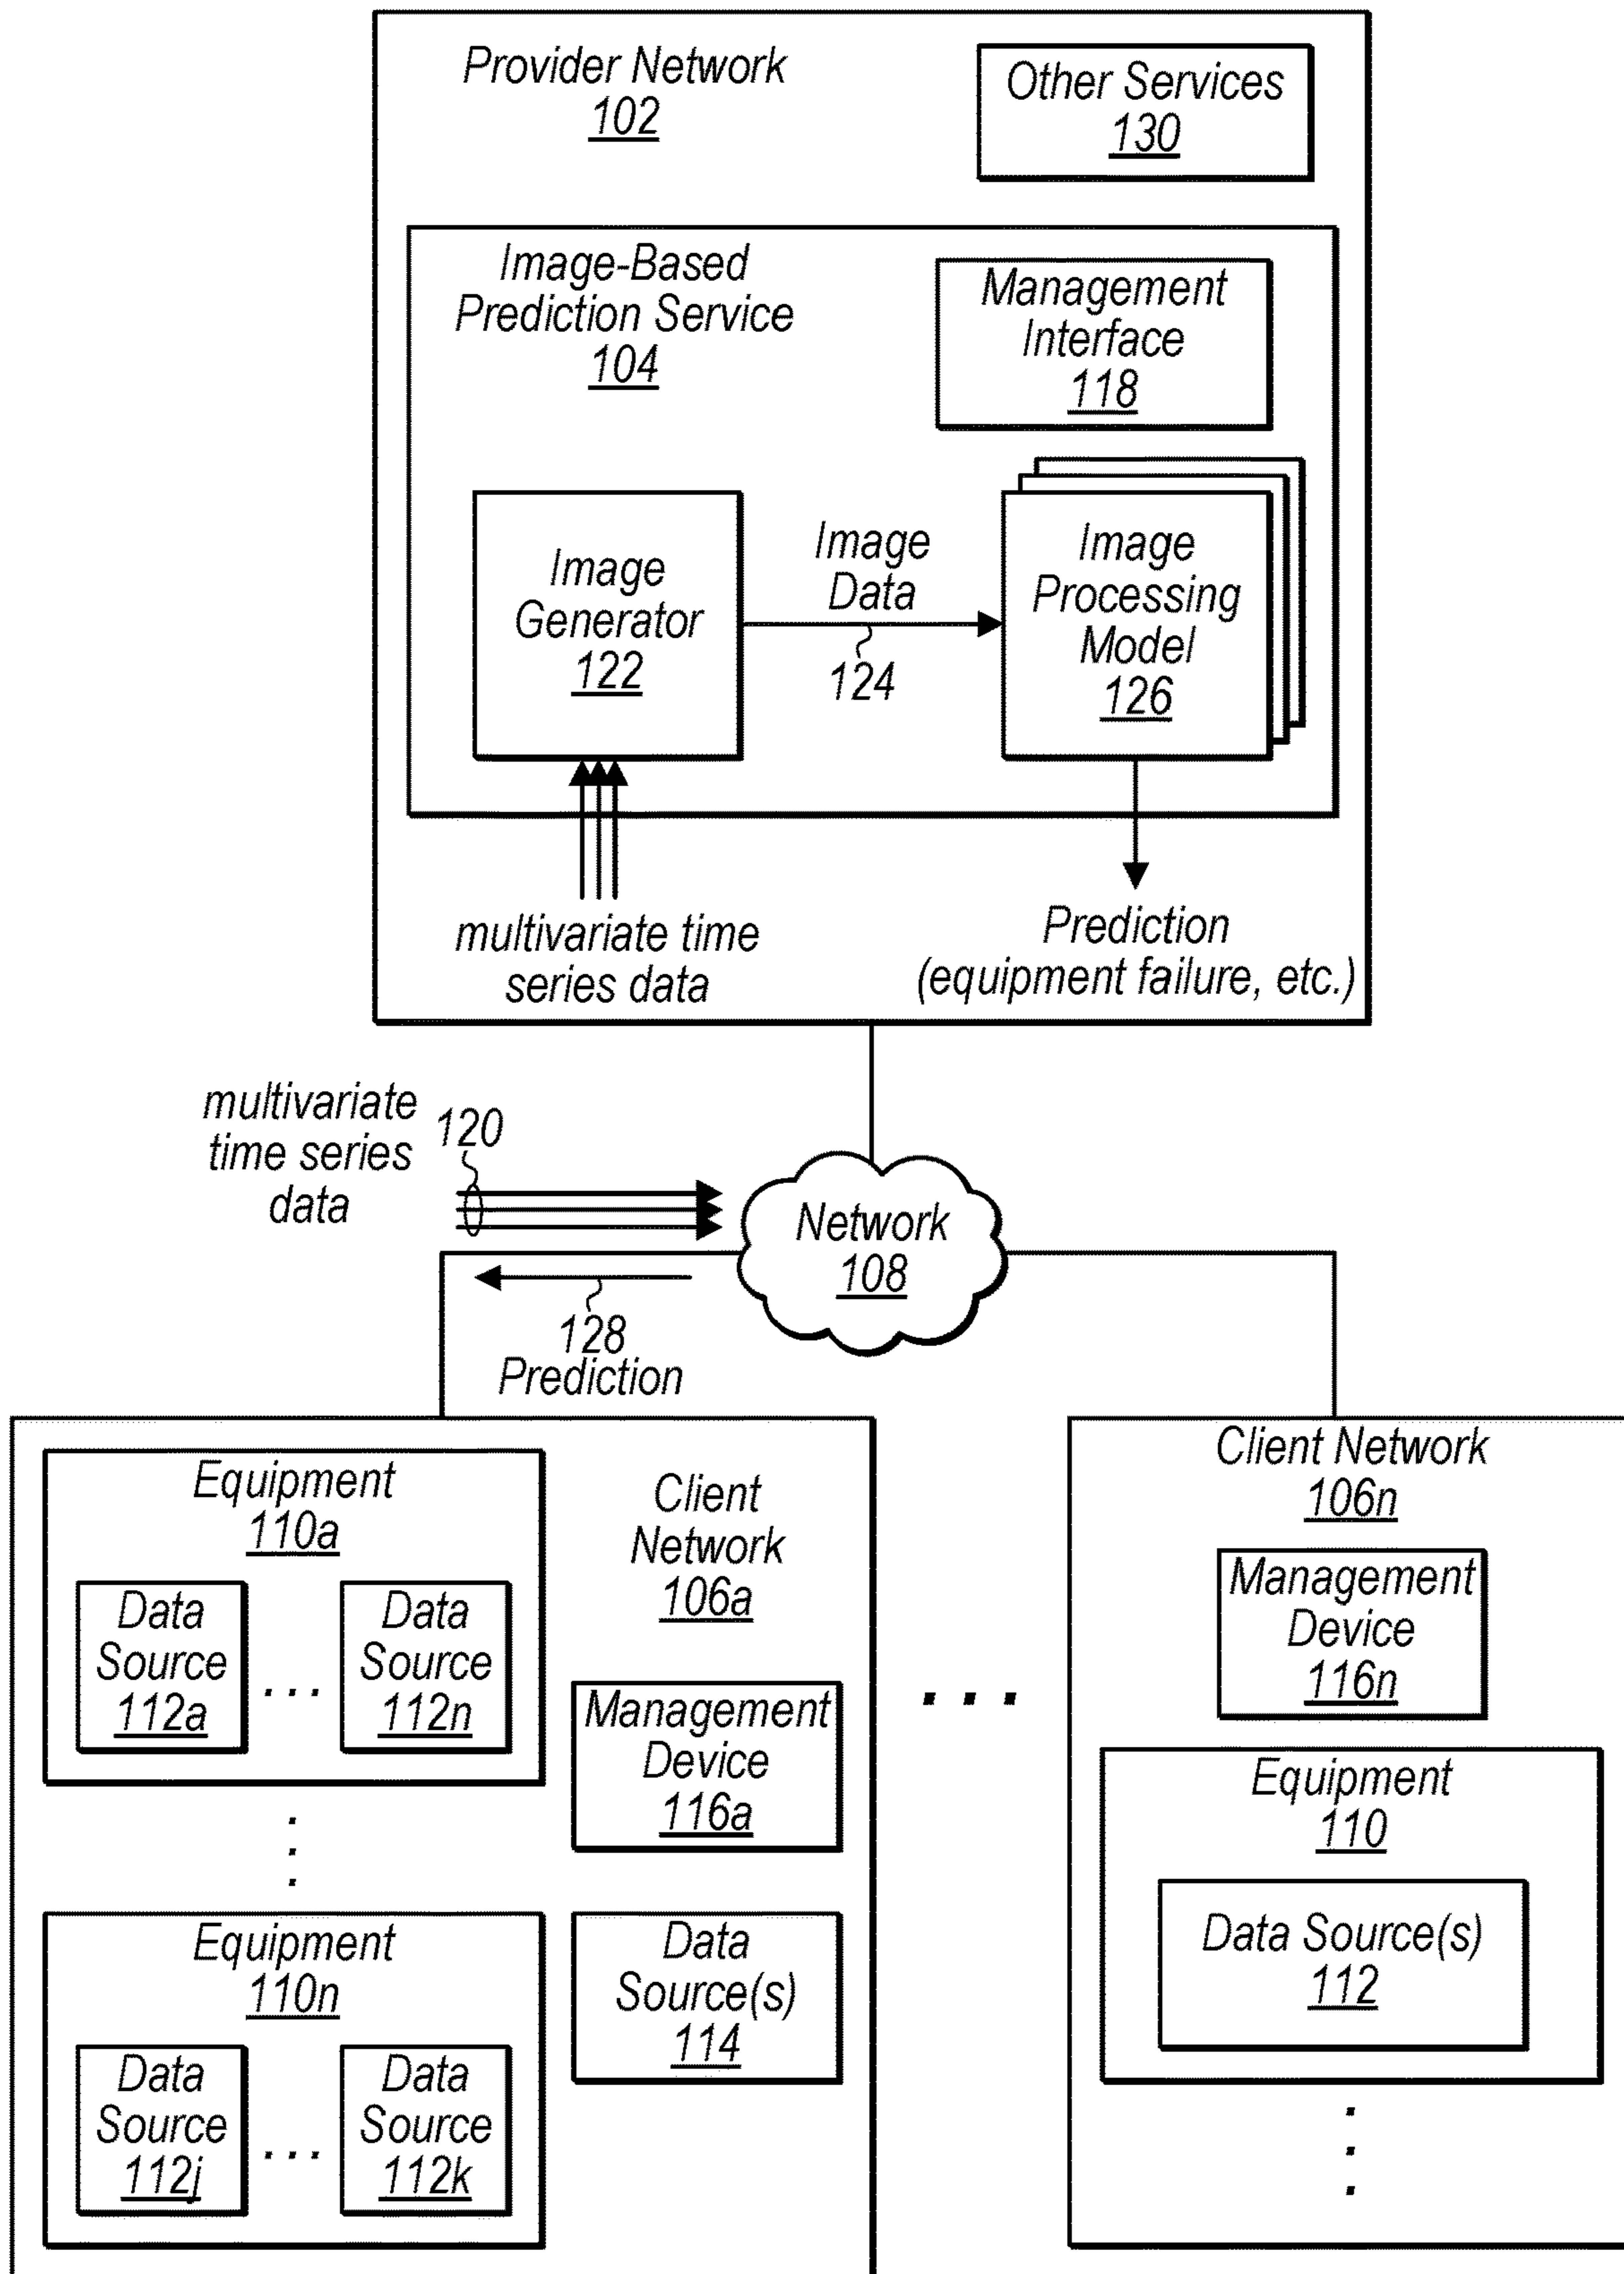 Provider Network
102
Other Services
130
Image-Based
Prediction Service
104
Management
Interface
118
Image
Generator
122
Image
Data
124
Image
Processing
Model
126
multivariate time
series data
Prediction
(equipment failure, etc.)
multivariate
time series
data
120
Network
108
128
Prediction
Equipment
110a
Data
Source
112a
...
Data
Source
112n
Client
Network
106a
Management
Device
116a
Equipment
110n
Data
Source
112j
...
Data
Source
112k
Data
Source(s)
114
...
Client Network
106n
Management
Device
116n
Equipment
110
Data Source(s)
112